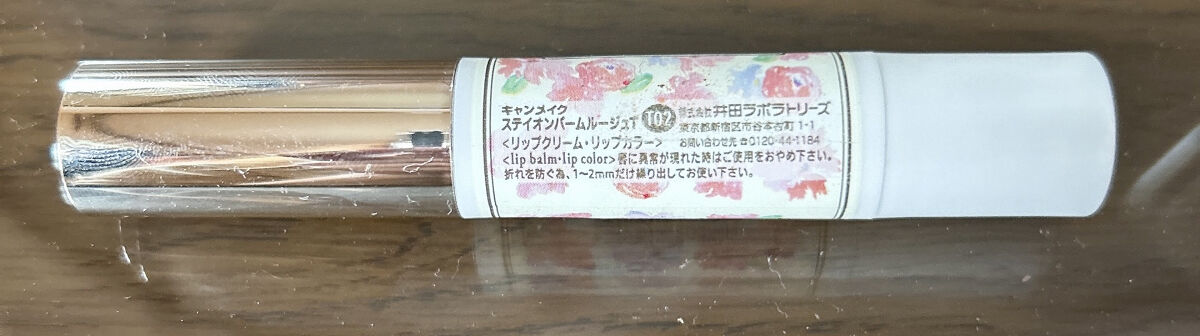 キャンメイク
ステイオンバームルージュT
T02
<リップクリーム・リップカラー>
株式会社 井田ラボラトリーズ
東京都新宿区市谷本村町 1-1
お問い合わせ先 ☎0120-44-1184
<lip balm・lip color> 唇に異常が現れた時はご使用をおやめ下さい。
折れを防ぐ為、1~2mmだけ繰り出してお使い下さい。